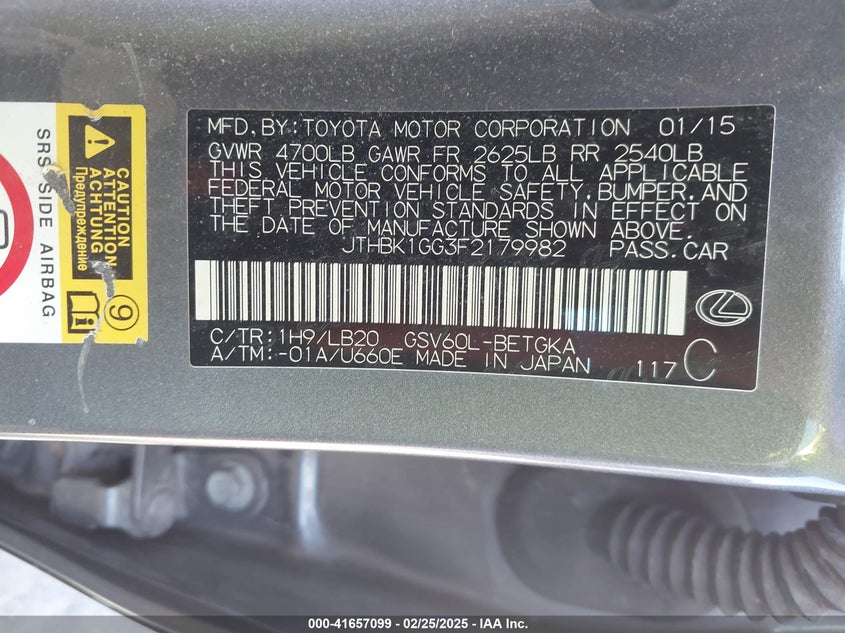 MFD. BY: TOYOTA MOTOR CORPORATION 01/15
GVWR 4700LB GAWR FR 2625LB RR 2540LB
THIS VEHICLE CONFORMS TO ALL APPLICABLE
FEDERAL MOTOR VEHICLE SAFETY, BUMPER, AND
THEFT PREVENTION STANDARDS IN EFFECT ON
THE DATE OF MANUFACTURE SHOWN ABOVE.
JTHBK1GG3F2179982 PASS. CAR
C/TR: 1H9/LB20 GSV60L-BETGKA
A/TM: -01A/U660E MADE IN JAPAN 117 C
SRS SIDE AIRBAG
CAUTION
ATTENTION
ACHTUNG
Предупреждение
9
000-41657099 — 02/25/2025 — IAA Inc.